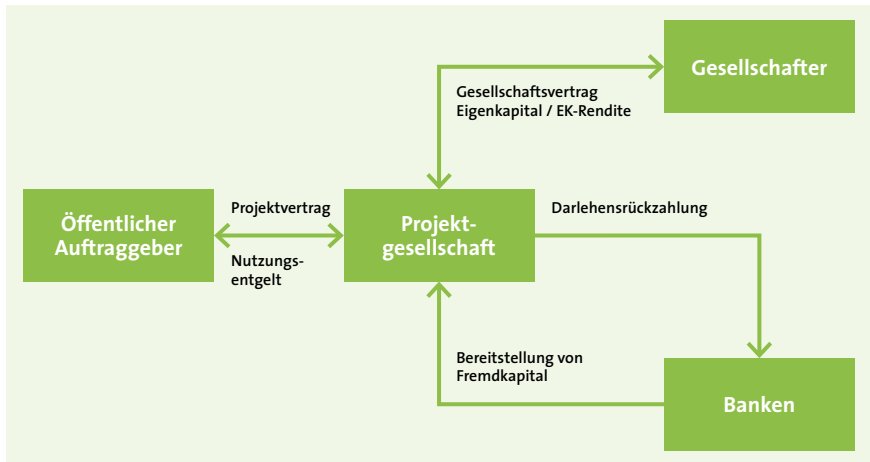 Gesellschafter
Gesellschaftsvertrag
Eigenkapital / EK-Rendite
Öffentlicher
Auftraggeber
Projektvertrag
Nutzungs-
entgelt
Projekt-
gesellschaft
Darlehensrückzahlung
Bereitstellung von
Fremdkapital
Banken